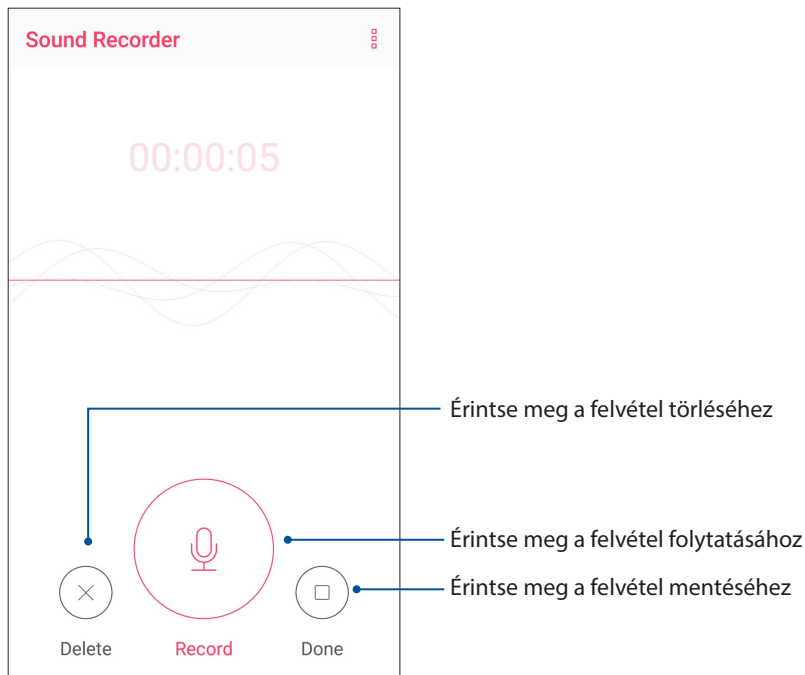 Sound Recorder
00:00:05
Érintse meg a felvétel törléséhez
Érintse meg a felvétel folytatásához
Érintse meg a felvétel mentéséhez
Delete
Record
Done